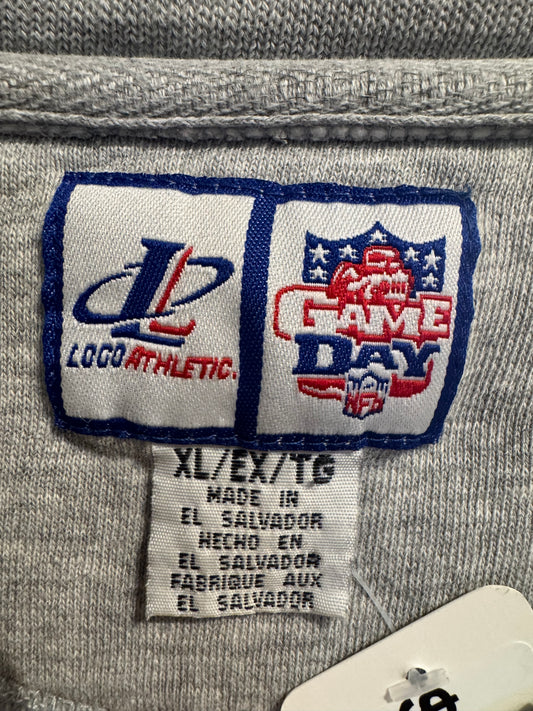 LOGO ATHLETIC.
GAME
DAY
NFL
XL/EX/TG
MADE IN
EL SALVADOR
HECHO EN
EL SALVADOR
FABRIQUE AUX
EL SALVADOR